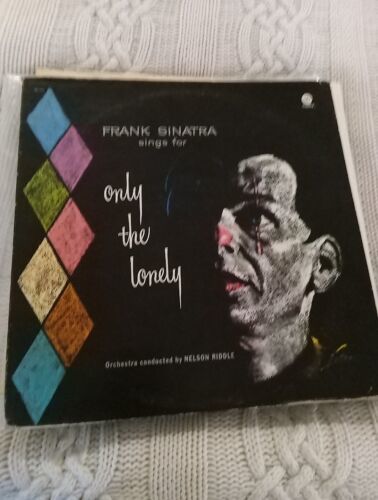 FRANK SINATRA
sings for
only
the
lonely
Orchestra conducted by NELSON RIDDLE